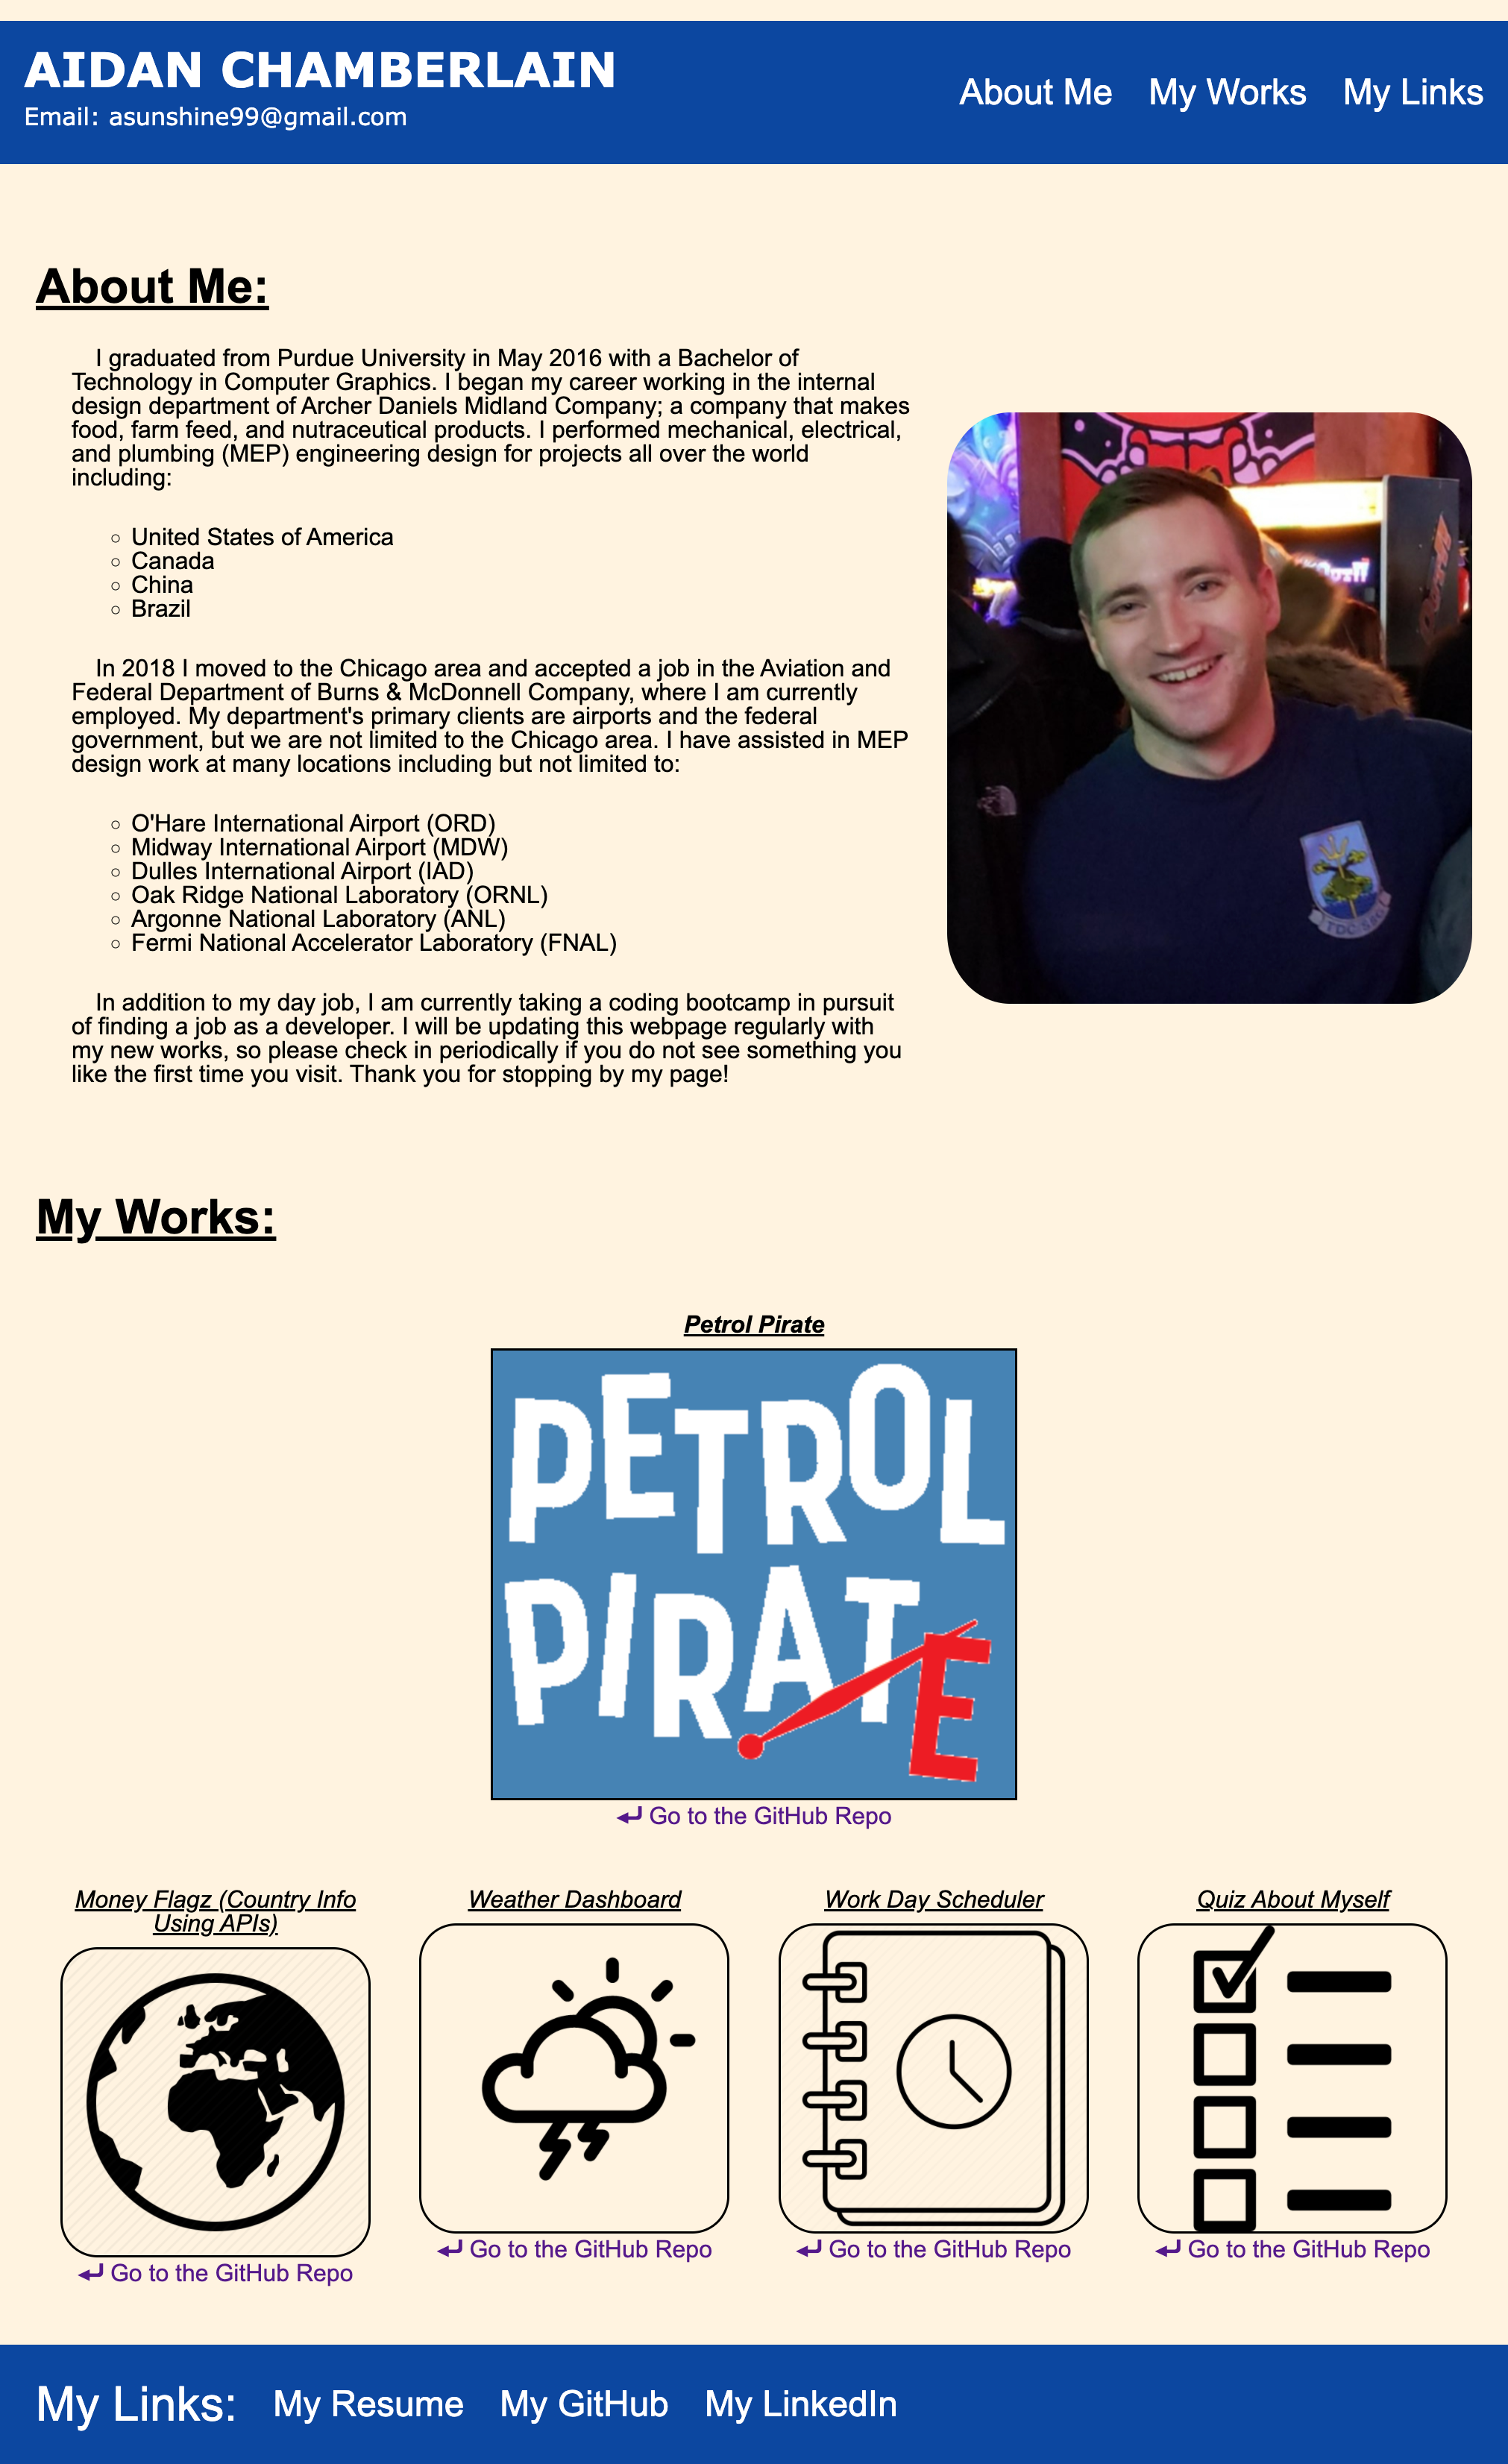 AIDAN CHAMBERLAIN
Email: asunshine99@gmail.com
About Me My Works My Links
About Me:
I graduated from Purdue University in May 2016 with a Bachelor of
Technology in Computer Graphics. I began my career working in the internal
design department of Archer Daniels Midland Company; a company that makes
food, farm feed, and nutraceutical products. I performed mechanical, electrical,
and plumbing (MEP) engineering design for projects all over the world
including:
United States of America
Canada
China
Brazil
In 2018 I moved to the Chicago area and accepted a job in the Aviation and
Federal Department of Burns & McDonnell Company, where I am currently
employed. My department's primary clients are airports and the federal
government, but we are not limited to the Chicago area. I have assisted in MEP
design work at many locations including but not limited to:
O'Hare International Airport (ORD)
Midway International Airport (MDW)
Dulles International Airport (IAD)
Oak Ridge National Laboratory (ORNL)
Argonne National Laboratory (ANL)
Fermi National Accelerator Laboratory (FNAL)
In addition to my day job, I am currently taking a coding bootcamp in pursuit
of finding a job as a developer. I will be updating this webpage regularly with
my new works, so please check in periodically if you do not see something you
like the first time you visit. Thank you for stopping by my page!
My Works:
Petrol Pirate
PETROL
PIRATE
Go to the GitHub Repo
Money Flagz (Country Info
Using APIs)
Go to the GitHub Repo
Weather Dashboard
Go to the GitHub Repo
Work Day Scheduler
Go to the GitHub Repo
Quiz About Myself
Go to the GitHub Repo
My Links: My Resume My GitHub My LinkedIn